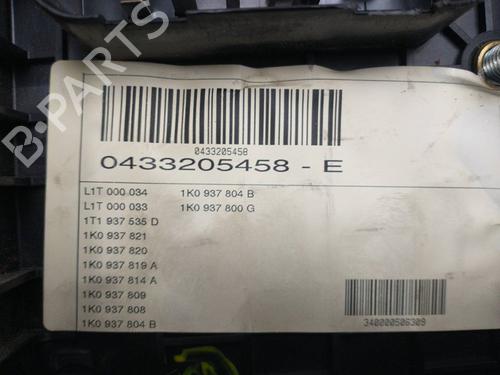 B-PARTS
0433205458
0433205458 - E
L1T 000 034 1K0 937 804 B
L1T 000 033 1K0 937 800 G
1T1 937 535 D
1K0 937 821
1K0 937 820
1K0 937 819 A
1K0 937 814 A
1K0 937 809
1K0 937 808
1K0 937 804 B
340000506309